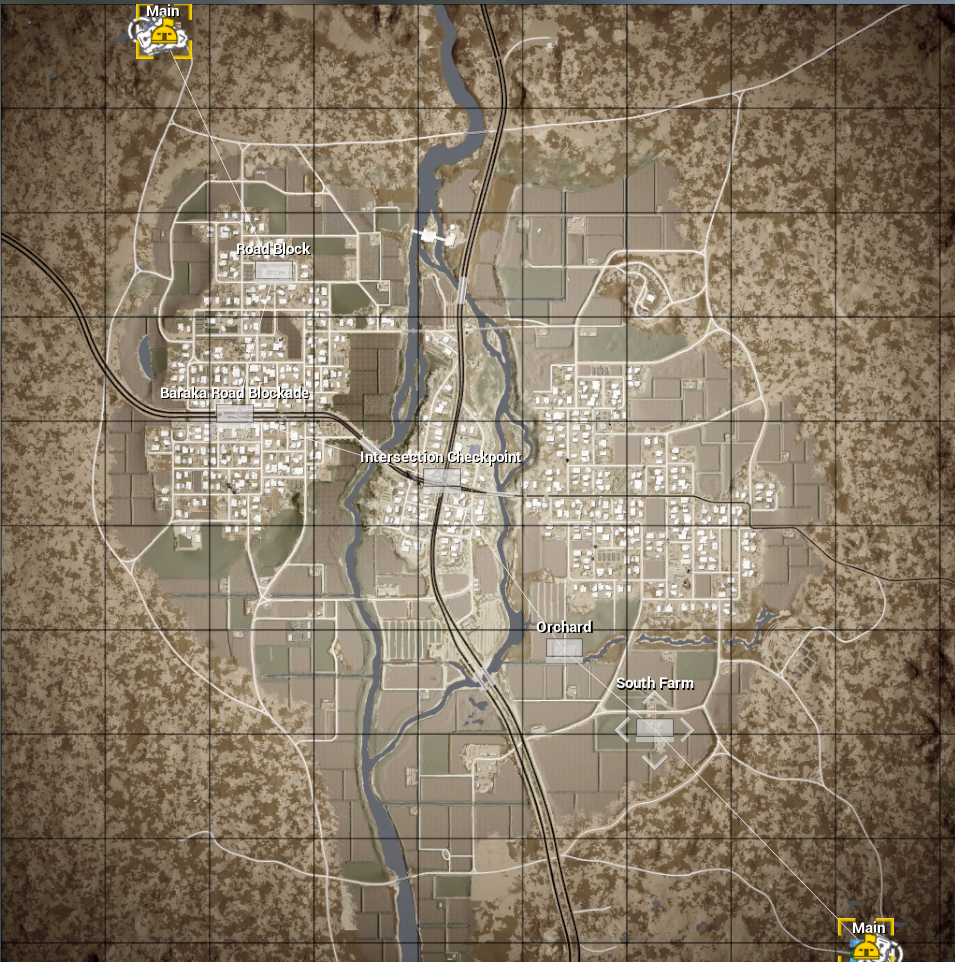 Main
Road Block
Baraka Road Blockade
Intersection Checkpoint
Orchard
South Farm
Main